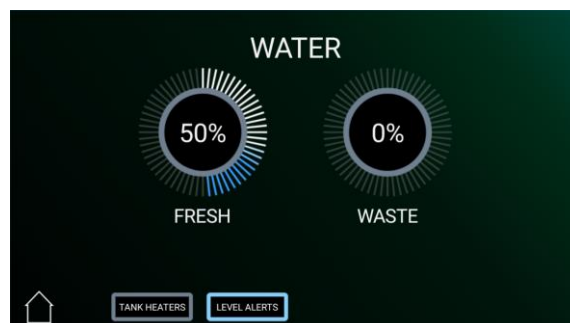 WATER
50%
0%
FRESH
WASTE
TANK HEATERS
LEVEL ALERTS